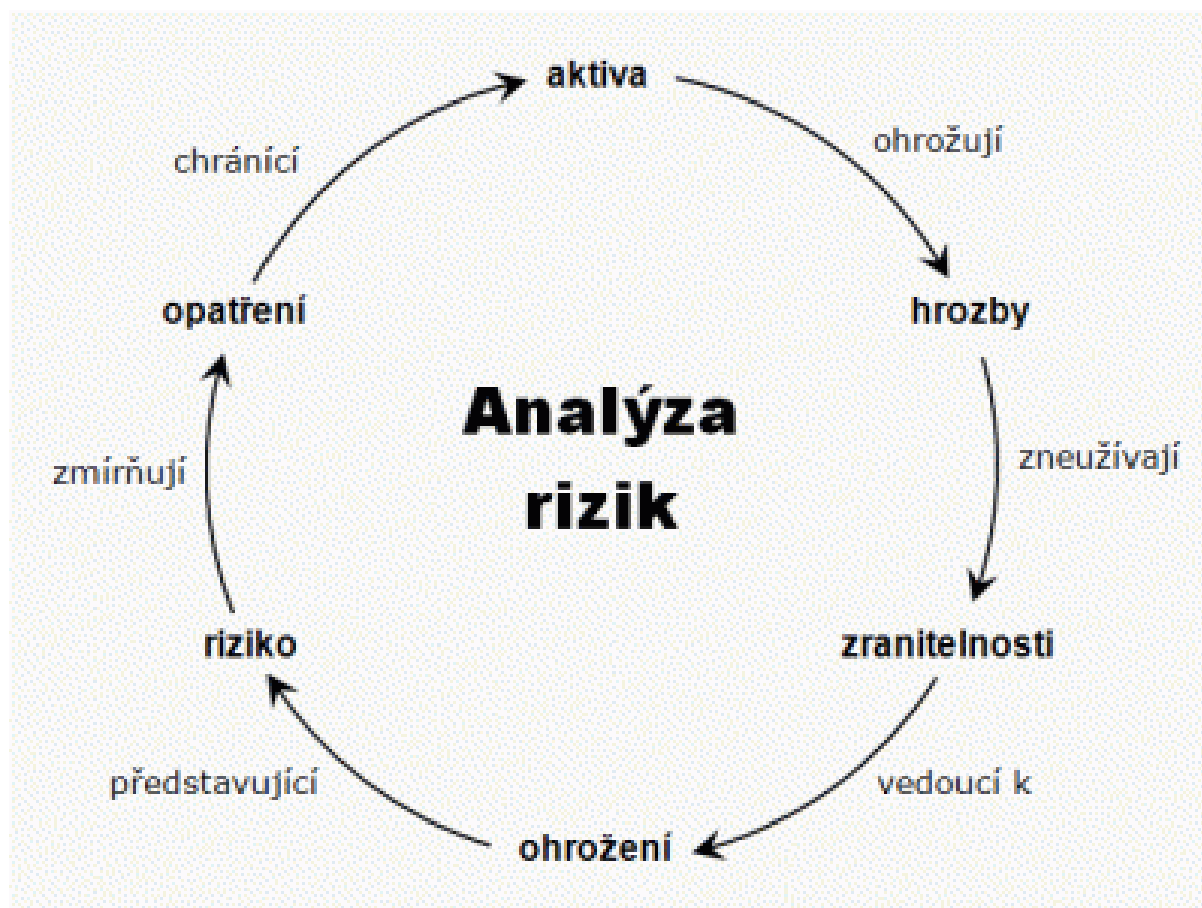 aktiva
ohrožují
chránící
opatření
hrozby
Analýza
rizik
zmírňují
zneužívají
riziko
zranitelnosti
představující
vedoucí k
ohrožení